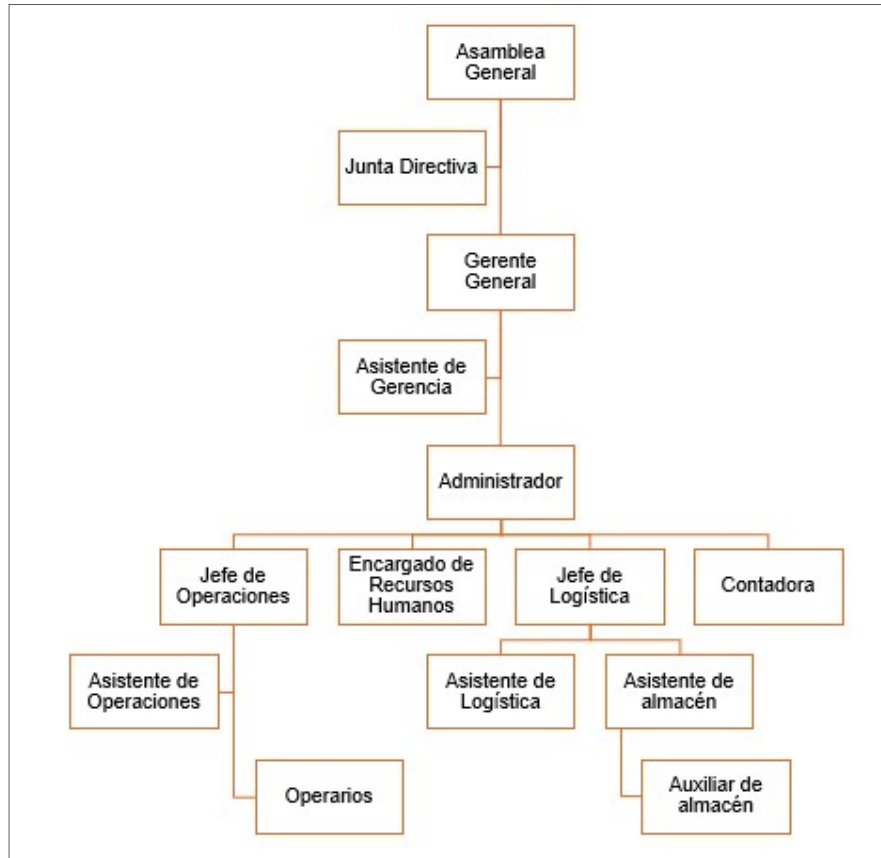 Asamblea
General
Junta Directiva
Gerente
General
Asistente de
Gerencia
Administrador
Jefe de
Operaciones
Encargado de
Recursos
Humanos
Jefe de
Logística
Contadora
Asistente de
Operaciones
Asistente de
Logística
Asistente de
almacén
Operarios
Auxiliar de
almacén